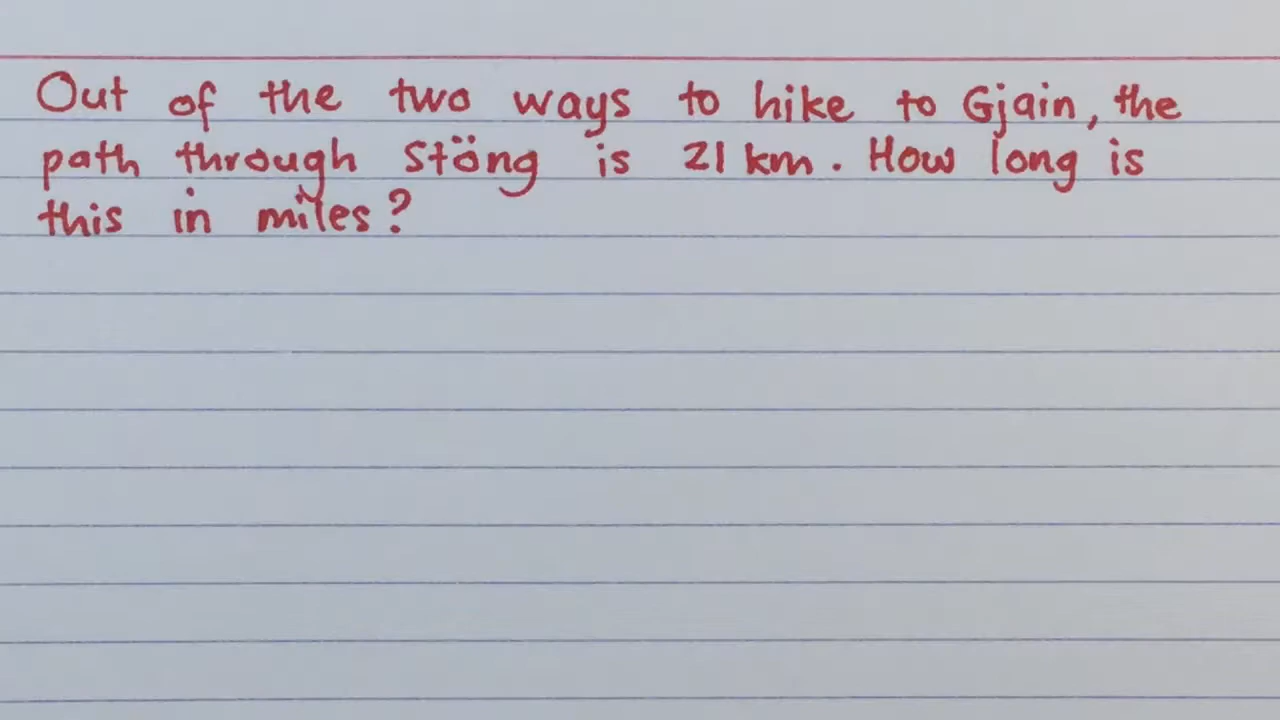 Out of the two ways to hike to Gjain, the
path through Stöng is 21 km. How long is
this in miles?